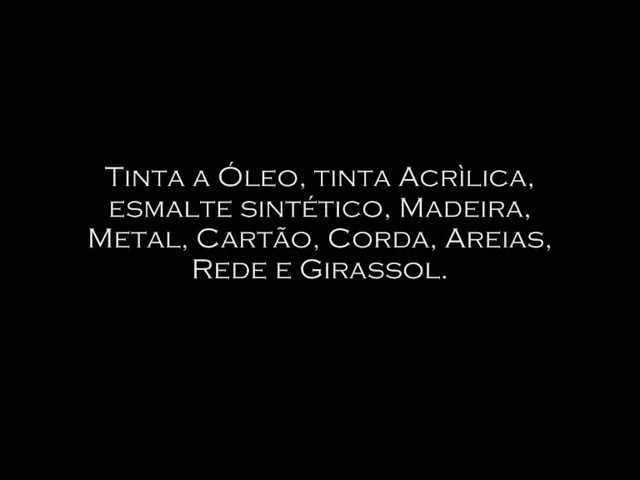 Tinta a Óleo, tinta Acrìlica,
esmalte sintético, Madeira,
Metal, Cartão, Corda, Areias,
Rede e Girassol.